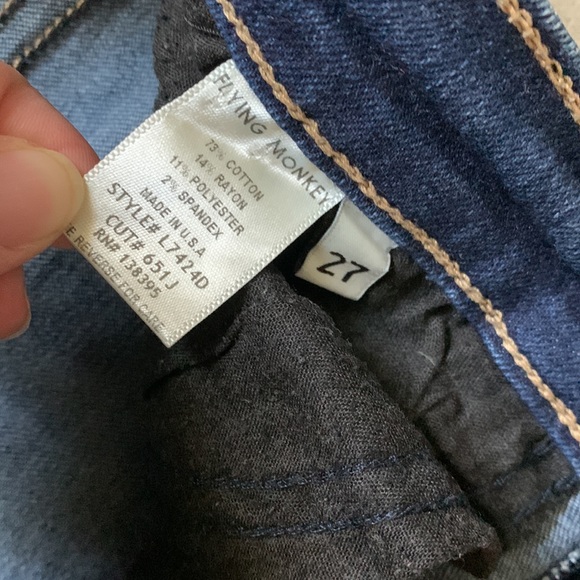 FLYING MONKEY
73% COTTON
14% RAYON
11% POLYESTER
2% SPANDEX
MADE IN U.S.A
STYLE# L7424D
CUT# 651J
RN# 138395
REVERSE FOR CARE
27